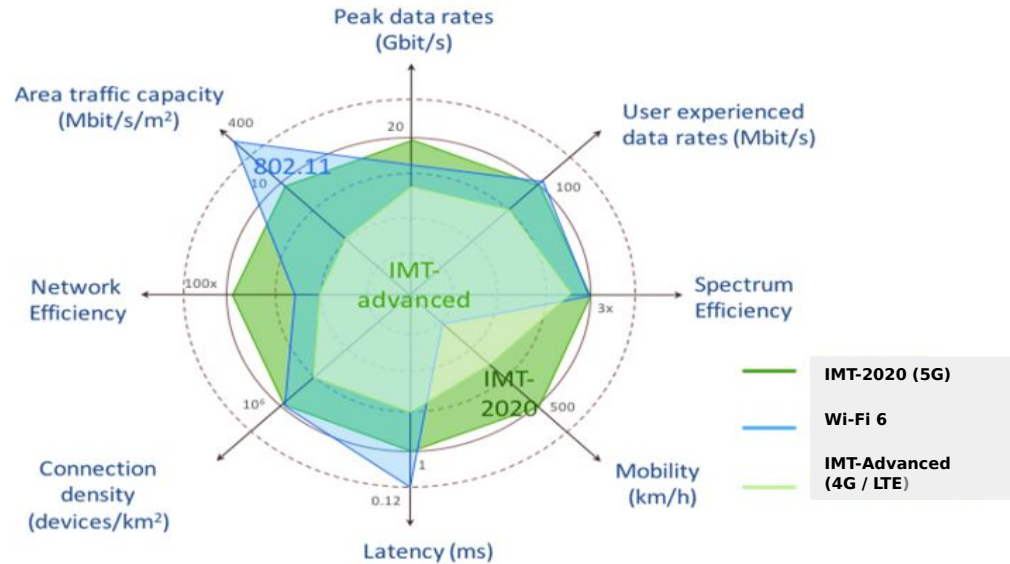 Peak data rates
(Gbit/s)
Area traffic capacity
(Mbit/s/m²)
User experienced
data rates (Mbit/s)
400
20
802.11
10
100
IMT-
advanced
Network
Efficiency
100x
Spectrum
Efficiency
3x
IMT-
2020
10⁶
500
Connection
density
(devices/km²)
1
0.12
Mobility
(km/h)
Latency (ms)
IMT-2020 (5G)
Wi-Fi 6
IMT-Advanced
(4G / LTE)